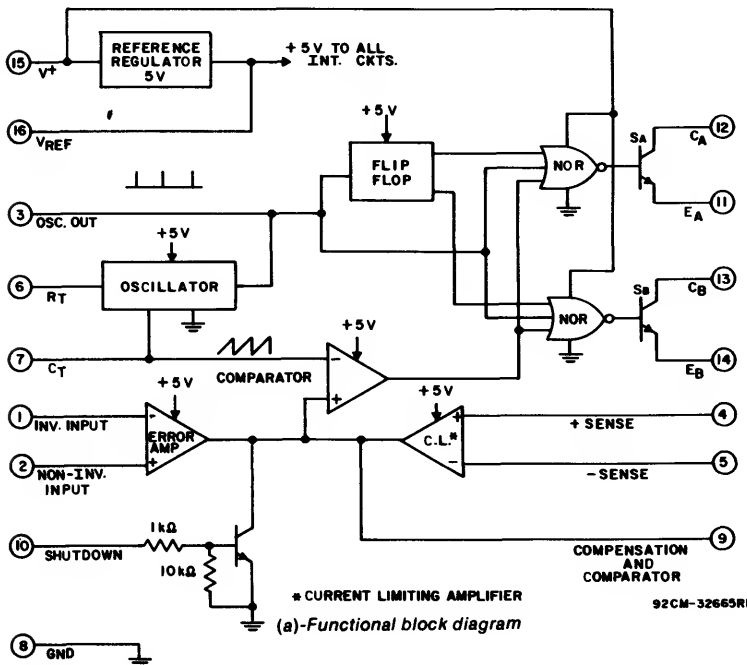 REFERENCE
REGULATOR
5V
+5V TO ALL
INT. CKTS.
15
V+
16
VREF
+5V
FLIP
FLOP
NOR
SA
CA
12
EA
11
3
OSC. OUT
+5V
6
RT
OSCILLATOR
NOR
SB
CB
13
EB
14
7
CT
COMPARATOR
+5V
-
+
1
INV. INPUT
+5V
-
ERROR
AMP
+
2
NON-INV.
INPUT
+5V
C.L.*
+
-
+ SENSE
4
- SENSE
5
10
SHUTDOWN
1kΩ
10kΩ
9
COMPENSATION
AND
COMPARATOR
* CURRENT LIMITING AMPLIFIER
92CM-32665RI
(a)-Functional block diagram
8
GND